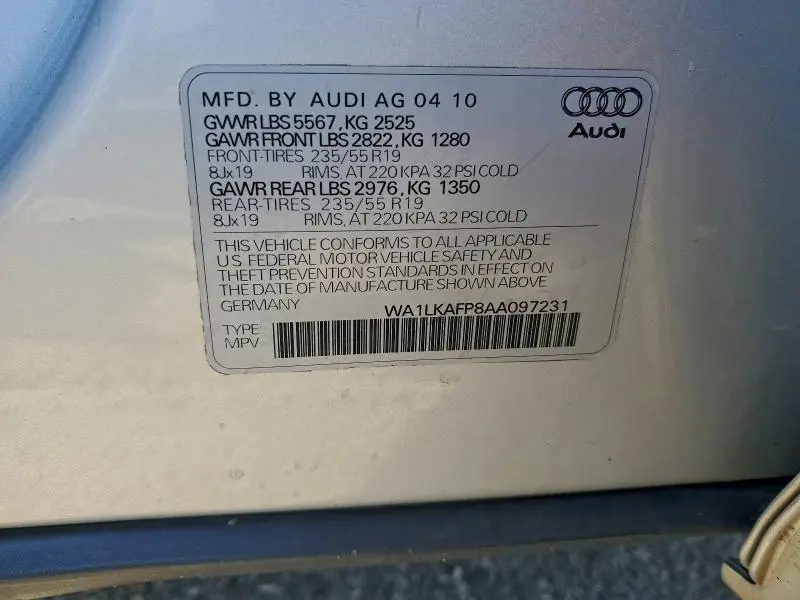 MFD. BY AUDI AG 04 10
GVWR LBS 5567, KG 2525
GAWR FRONT LBS 2822, KG 1280
FRONT-TIRES 235/55 R19
8Jx19 RIMS, AT 220 KPA 32 PSI COLD
GAWR REAR LBS 2976, KG 1350
REAR-TIRES 235/55 R19
8Jx19 RIMS, AT 220 KPA 32 PSI COLD
Audi
THIS VEHICLE CONFORMS TO ALL APPLICABLE
U.S. FEDERAL MOTOR VEHICLE SAFETY AND
THEFT PREVENTION STANDARDS IN EFFECT ON
THE DATE OF MANUFACTURE SHOWN ABOVE.
GERMANY WA1LKAFP8AA097231
TYPE
MPV